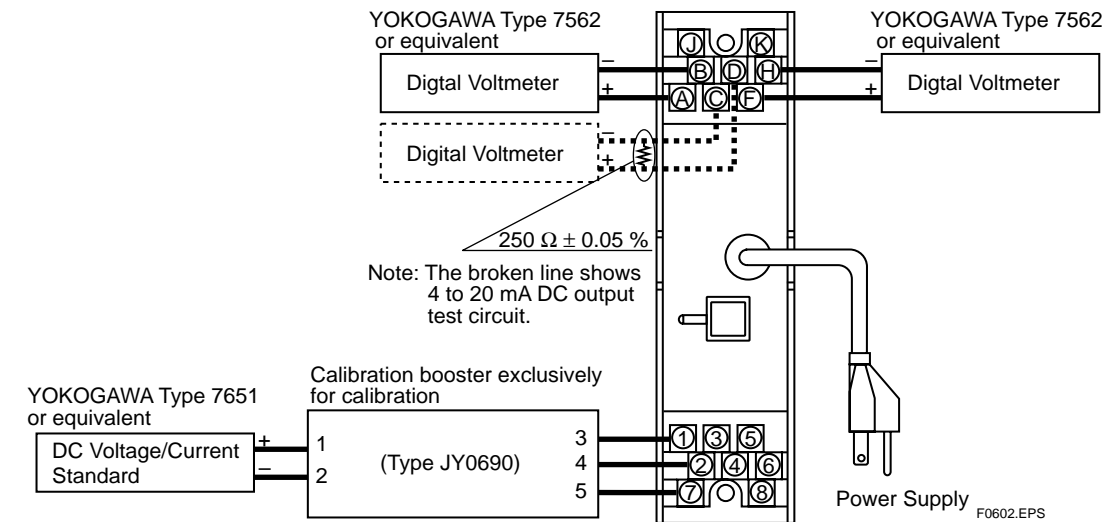 YOKOGAWA Type 7562
or equivalent
Digtal Voltmeter
–
+
Digital Voltmeter
–
+
250 Ω ± 0.05 %
Note: The broken line shows
4 to 20 mA DC output
test circuit.
J K
B D H
A C F
YOKOGAWA Type 7562
or equivalent
–
+
Digtal Voltmeter
YOKOGAWA Type 7651
or equivalent
DC Voltage/Current
Standard
+
–
Calibration booster exclusively
for calibration
1
2
(Type JY0690)
3
4
5
1 3 5
2 4 6
7 8
Power Supply
F0602.EPS